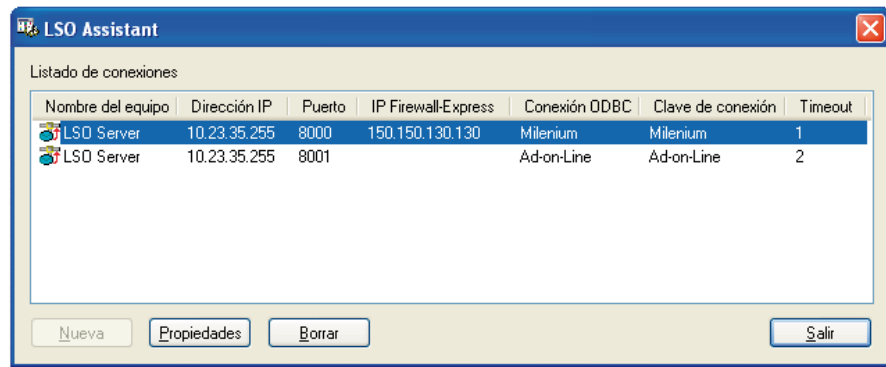 LSO Assistant
Listado de conexiones
Nombre del equipo Dirección IP Puerto IP Firewall-Express Conexión ODBC Clave de conexión Timeout
LSO Server 10.23.35.255 8000 150.150.130.130 Milenium Milenium 1
LSO Server 10.23.35.255 8001 Ad-on-Line Ad-on-Line 2
Nueva Propiedades Borrar Salir